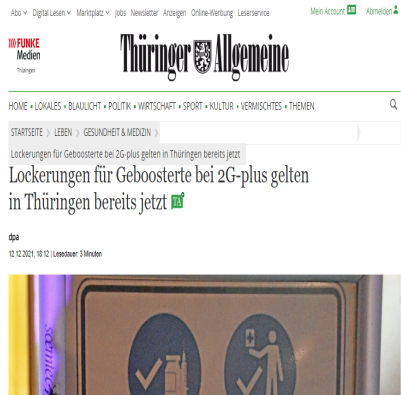 Abo Digital Lesen Marktplatz Jobs Newsletter Anzeigen Online-Werbung Leserservice Mein Account Abmelden
FUNKE
Medien
Thüringen
Thüringer Allgemeine
HOME • LOKALES • BLAULICHT • POLITIK • WIRTSCHAFT • SPORT • KULTUR • VERMISCHTES • THEMEN
STARTSEITE LEBEN GESUNDHEIT & MEDIZIN
Lockerungen für Geboosterte bei 2G-plus gelten in Thüringen bereits jetzt
Lockerungen für Geboosterte bei 2G-plus gelten
in Thüringen bereits jetzt TA
dpa
12.12.2021, 18:12 | Lesedauer: 3 Minuten